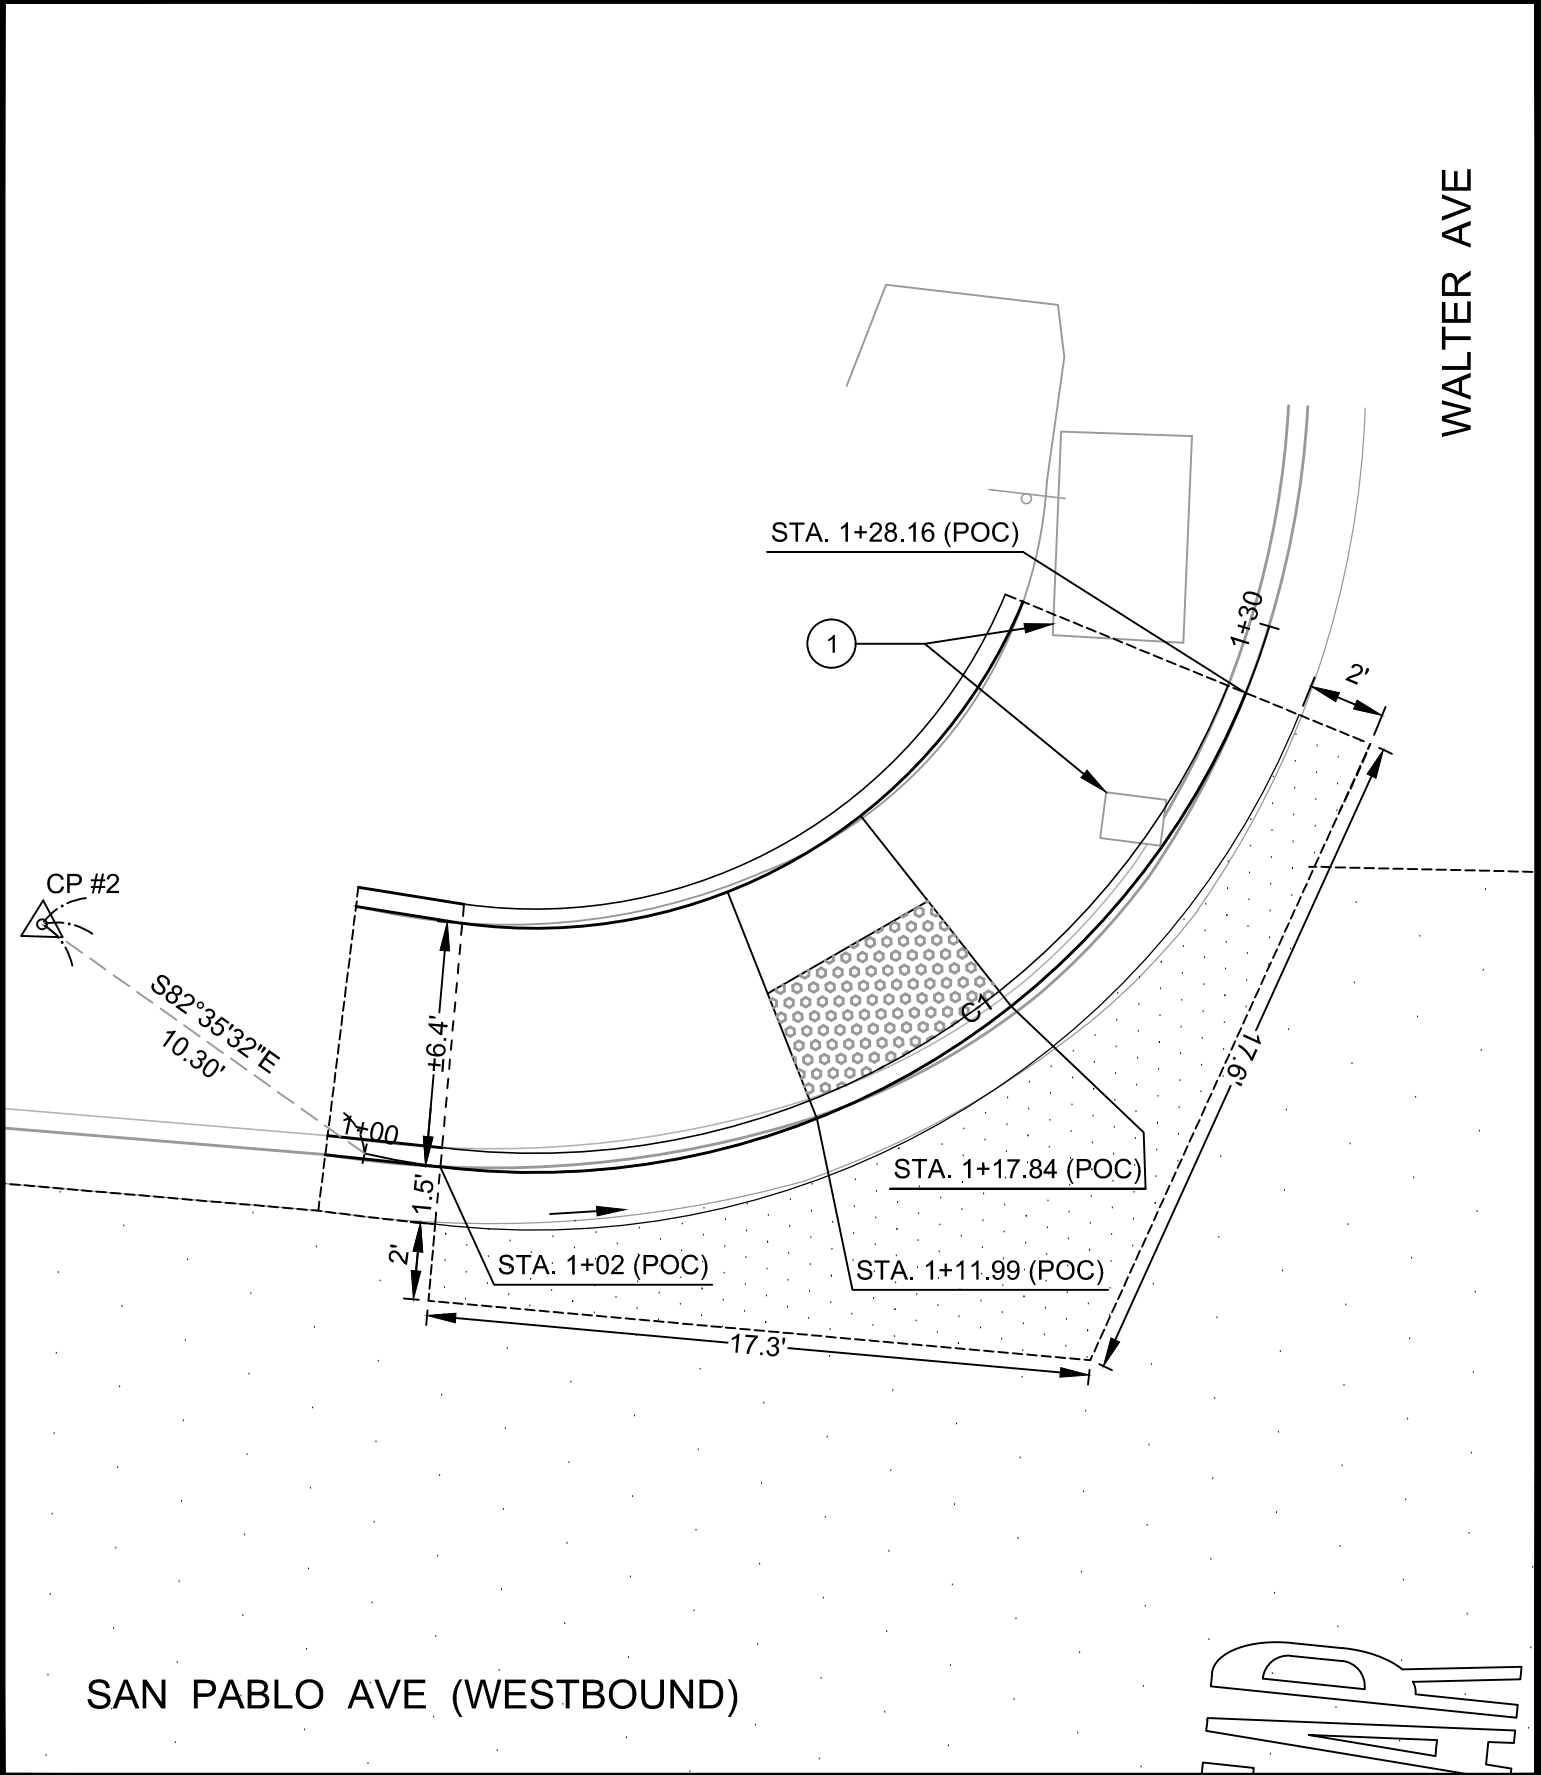 WALTER AVE
STA. 1+28.16 (POC)
1+30
1
2'
CP #2
S82°35'32"E
10.30'
±6.4'
C1
17.6'
1+00
STA. 1+17.84 (POC)
1.5'
2'
STA. 1+02 (POC)
STA. 1+11.99 (POC)
17.3'
SAN PABLO AVE (WESTBOUND)